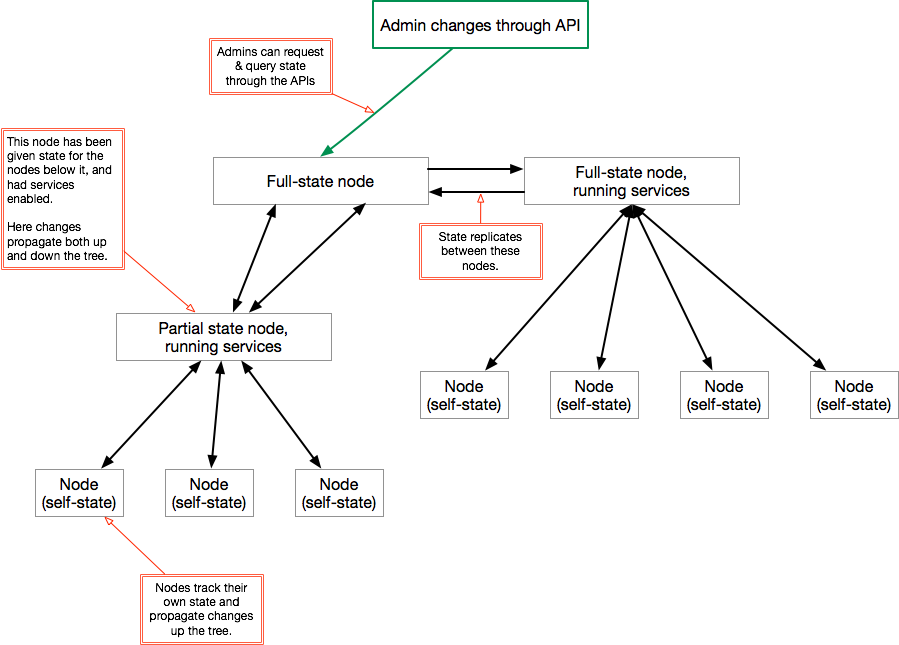 Admin changes through API
Admins can request
& query state
through the APIs
This node has been
given state for the
nodes below it, and
had services
enabled.
Here changes
propagate both up
and down the tree.
Full-state node
Full-state node,
running services
State replicates
between these
nodes.
Partial state node,
running services
Node
(self-state)
Node
(self-state)
Node
(self-state)
Node
(self-state)
Node
(self-state)
Node
(self-state)
Node
(self-state)
Nodes track their
own state and
propagate changes
up the tree.